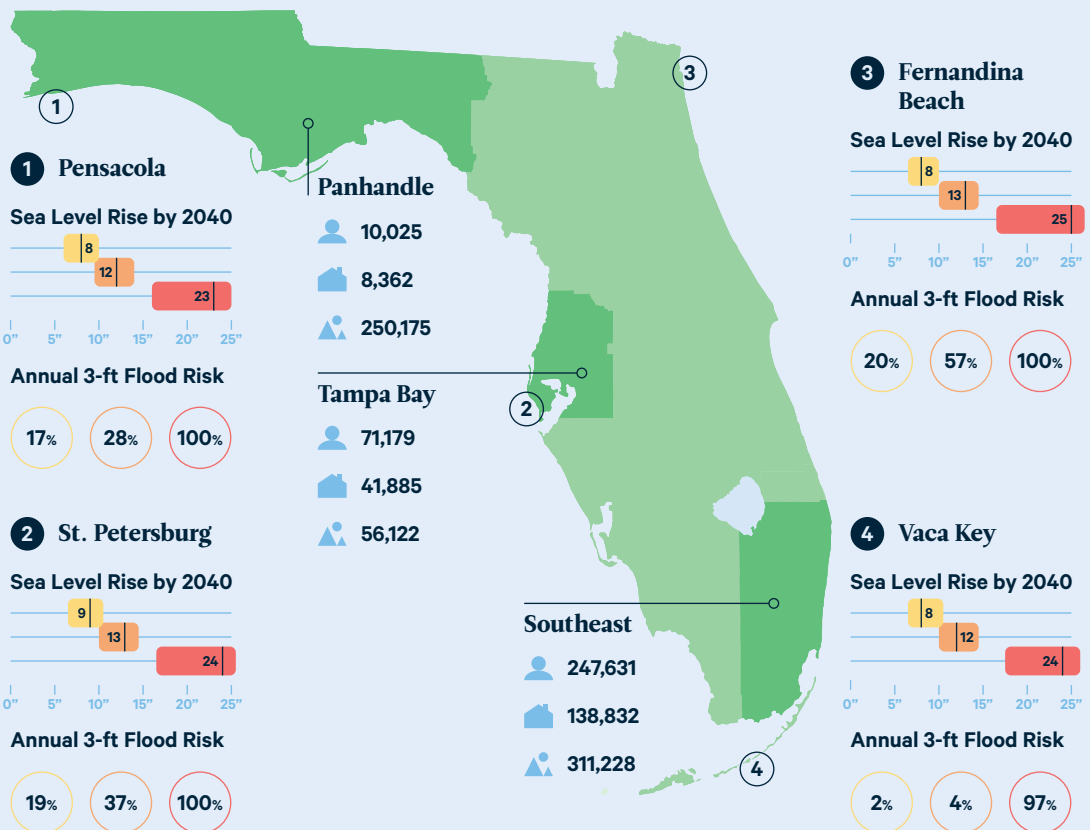 1
3
1 Pensacola
Sea Level Rise by 2040
8
12
23
0” 5” 10” 15” 20” 25”
Annual 3-ft Flood Risk
17% 28% 100%
Panhandle
10,025
8,362
250,175
Tampa Bay
71,179
41,885
56,122
2
3 Fernandina
Beach
Sea Level Rise by 2040
8
13
25
0” 5” 10” 15” 20” 25”
Annual 3-ft Flood Risk
20% 57% 100%
2 St. Petersburg
Sea Level Rise by 2040
9
13
24
0” 5” 10” 15” 20” 25”
Annual 3-ft Flood Risk
19% 37% 100%
Southeast
247,631
138,832
311,228
4
4 Vaca Key
Sea Level Rise by 2040
8
12
24
0” 5” 10” 15” 20” 25”
Annual 3-ft Flood Risk
2% 4% 97%